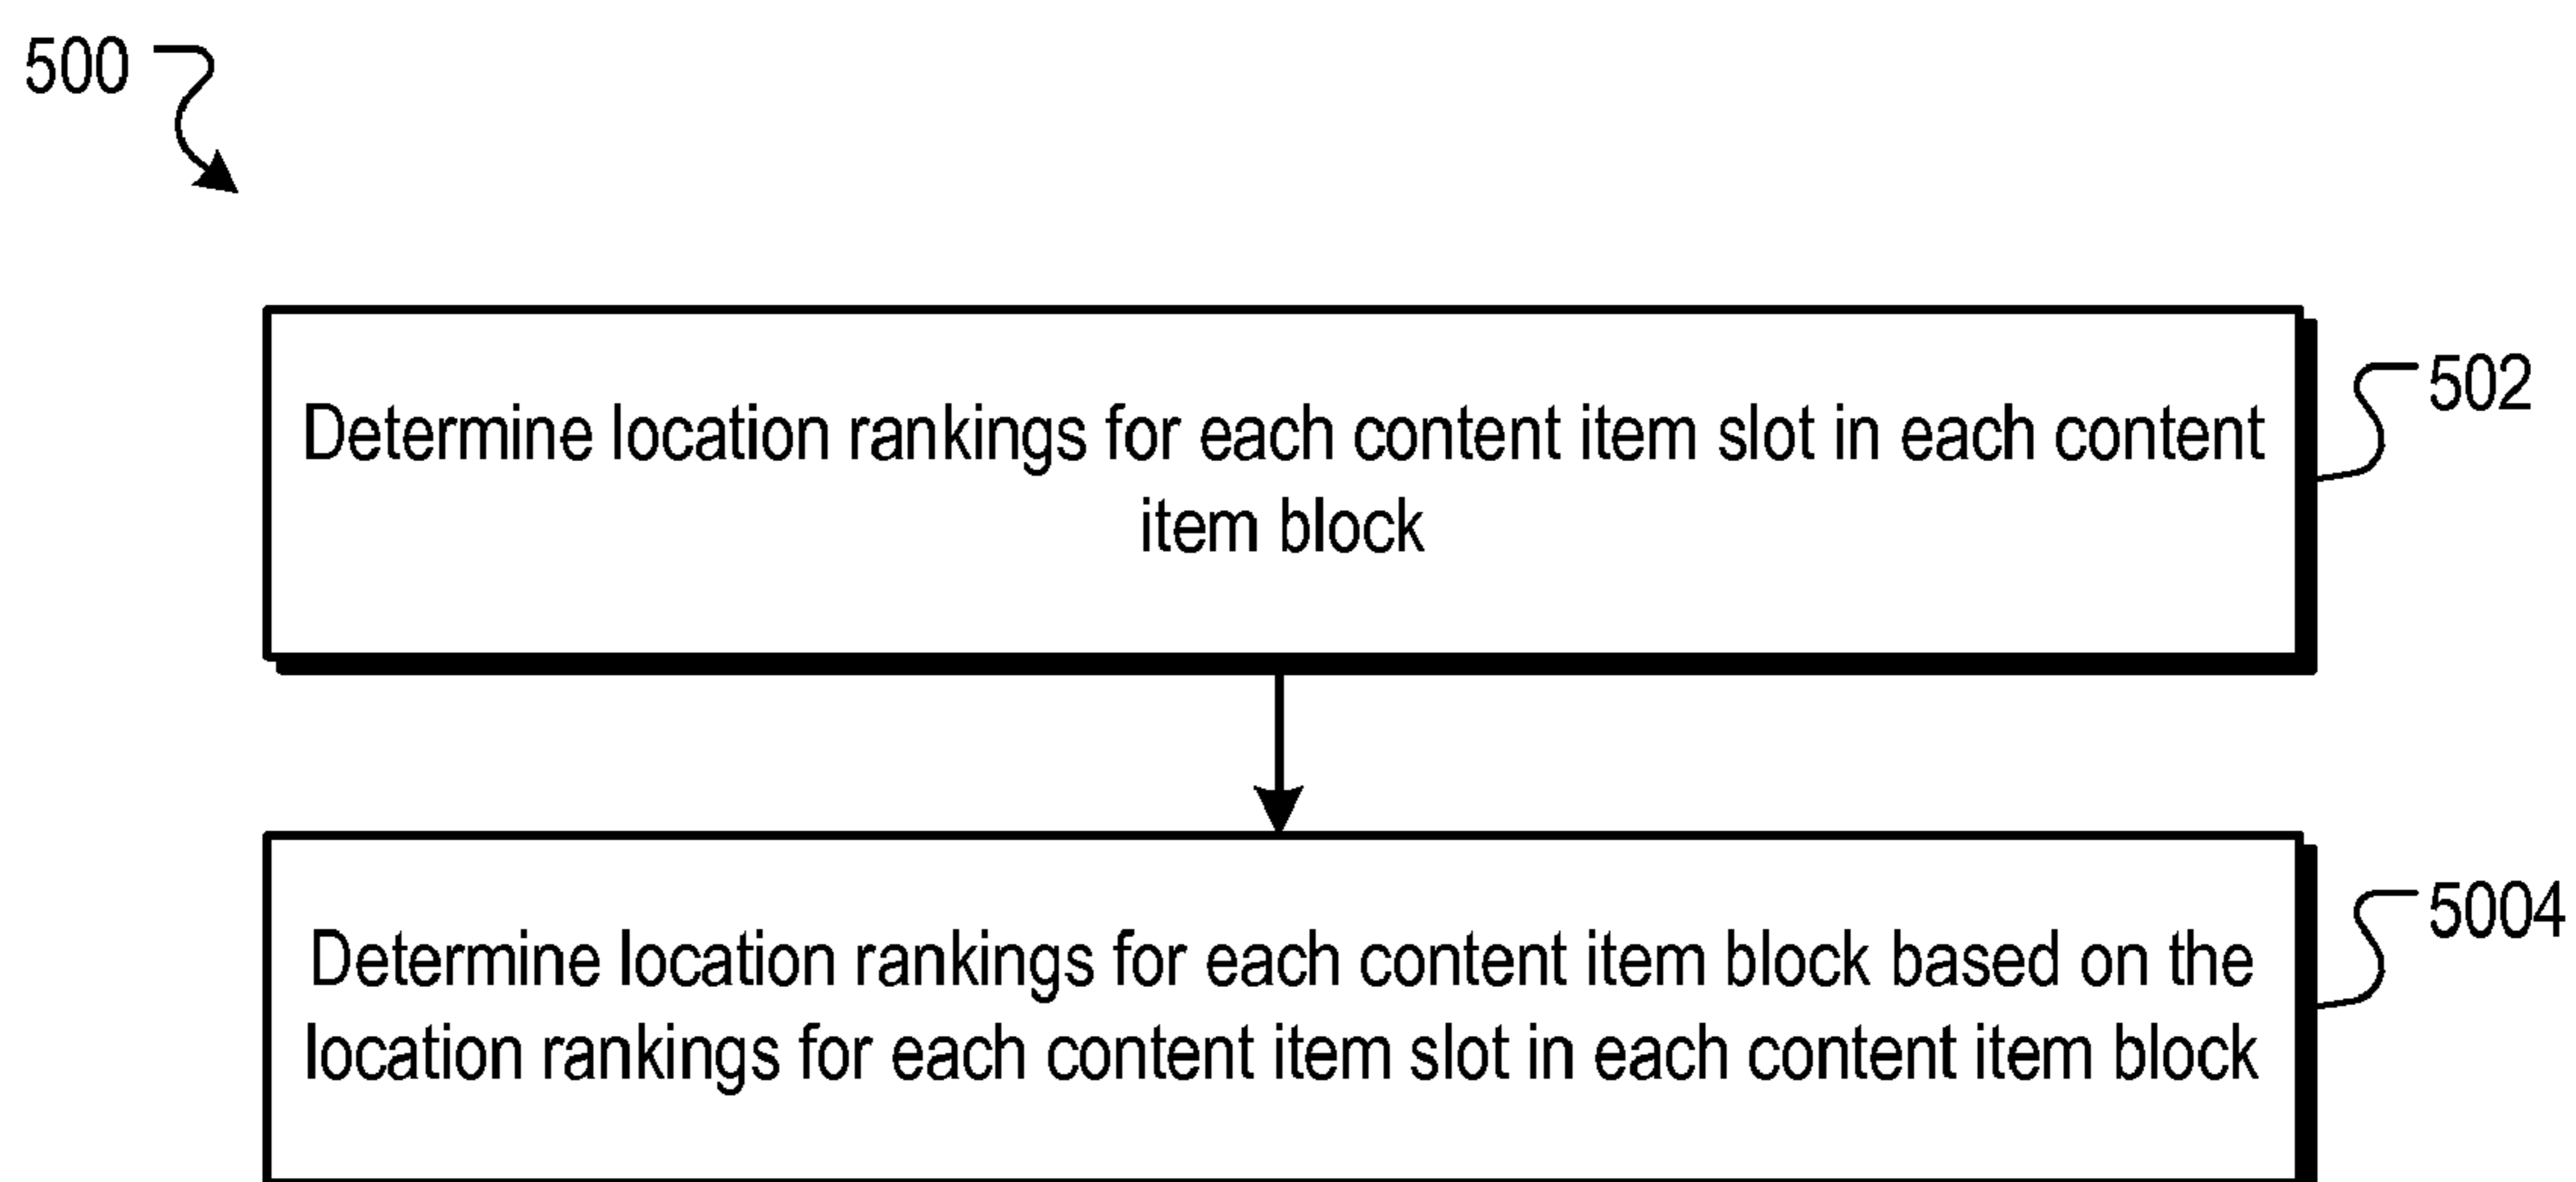 500
Determine location rankings for each content item slot in each content
item block
502
Determine location rankings for each content item block based on the
location rankings for each content item slot in each content item block
5004